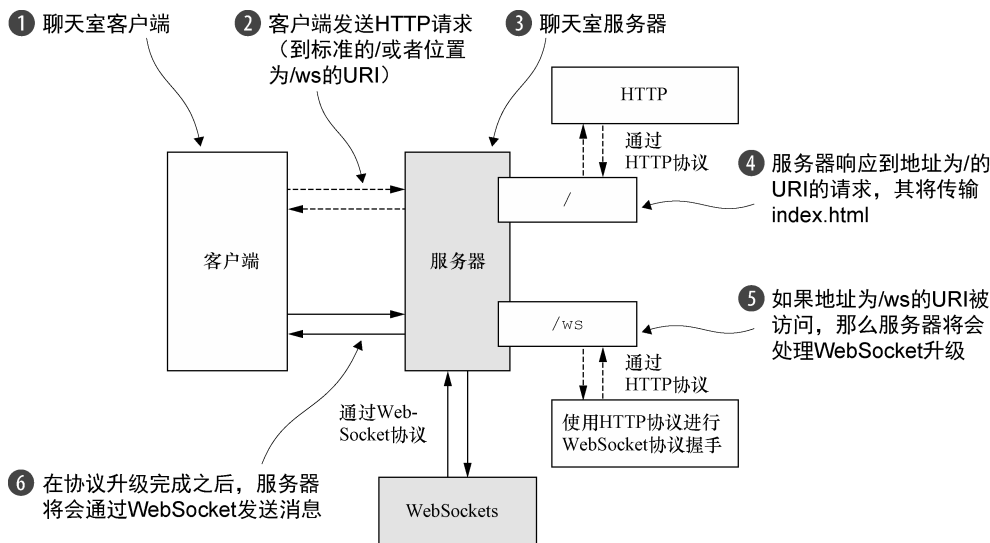 1 聊天室客户端
2 客户端发送HTTP请求
（到标准的/或者位置
为/ws的URI）
3 聊天室服务器
HTTP
通过
HTTP协议
4 服务器响应到地址为/的
URI的请求，其将传输
index.html
/
客户端
服务器
5 如果地址为/ws的URI被
访问，那么服务器将会
处理WebSocket升级
/ws
通过
HTTP协议
通过Web-
Socket协议
使用HTTP协议进行
WebSocket协议握手
6 在协议升级完成之后，服务器
将会通过WebSocket发送消息
WebSockets